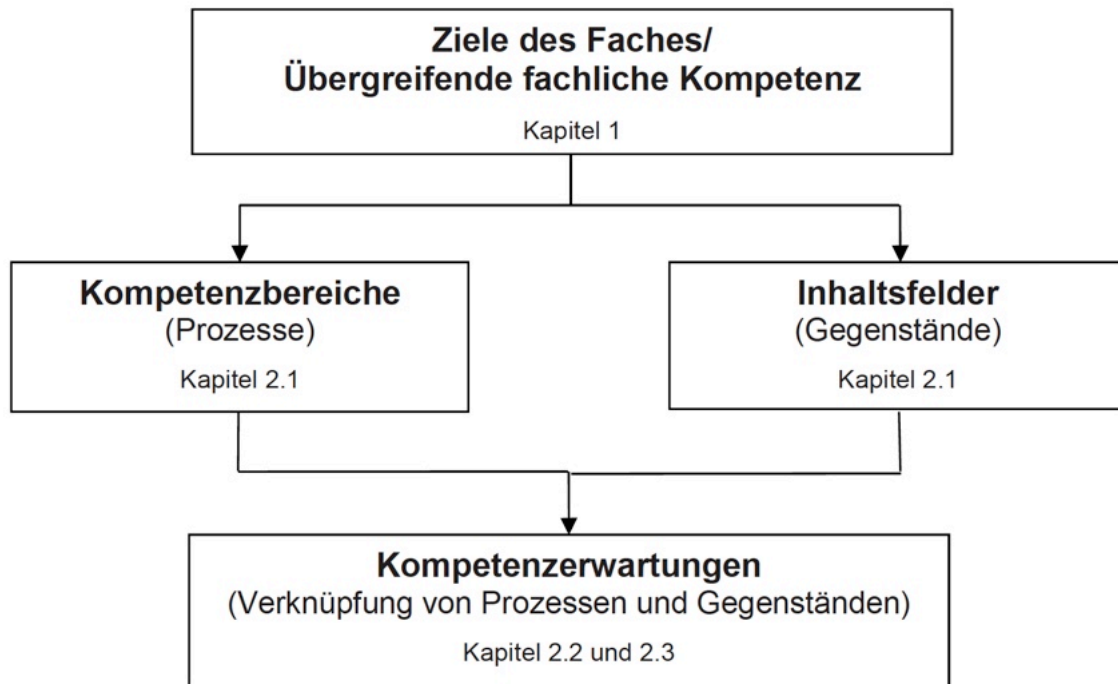 Ziele des Faches/
Übergreifende fachliche Kompetenz
Kapitel 1
Kompetenzbereiche
(Prozesse)
Kapitel 2.1
Inhaltsfelder
(Gegenstände)
Kapitel 2.1
Kompetenzerwartungen
(Verknüpfung von Prozessen und Gegenständen)
Kapitel 2.2 und 2.3